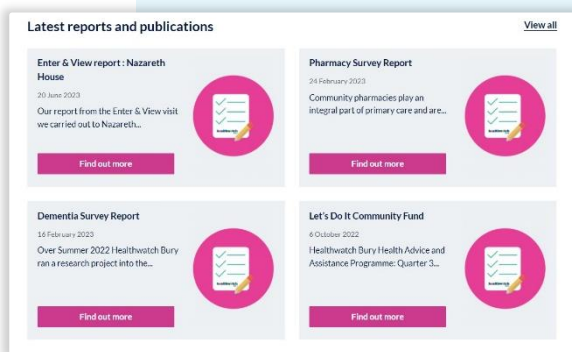 Latest reports and publications
View all
Enter & View report : Nazareth
House
20 June 2023
Our report from the Enter & View visit
we carried out to Nazareth...
Find out more
Pharmacy Survey Report
24 February 2023
Community pharmacies play an
integral part of primary care and are...
Find out more
Dementia Survey Report
16 February 2023
Over Summer 2022 Healthwatch Bury
ran a research project into the...
Find out more
Let's Do It Community Fund
6 October 2022
Healthwatch Bury Health Advice and
Assistance Programme: Quarter 3...
Find out more